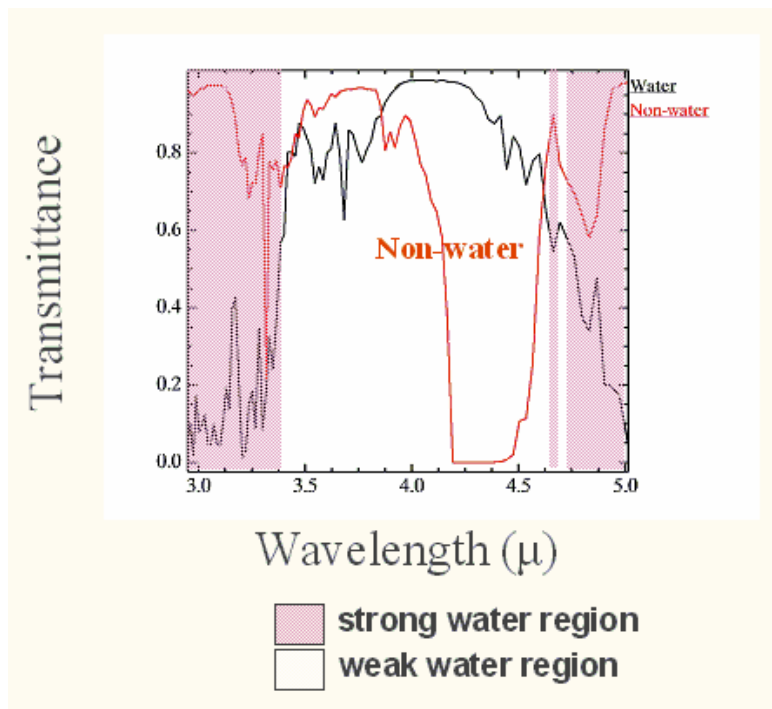 Water
Non-water
0.8
0.6
Non-water
0.4
0.2
0.0
3.0 3.5 4.0 4.5 5.0
Transmittance
Wavelength (μ)
strong water region
weak water region